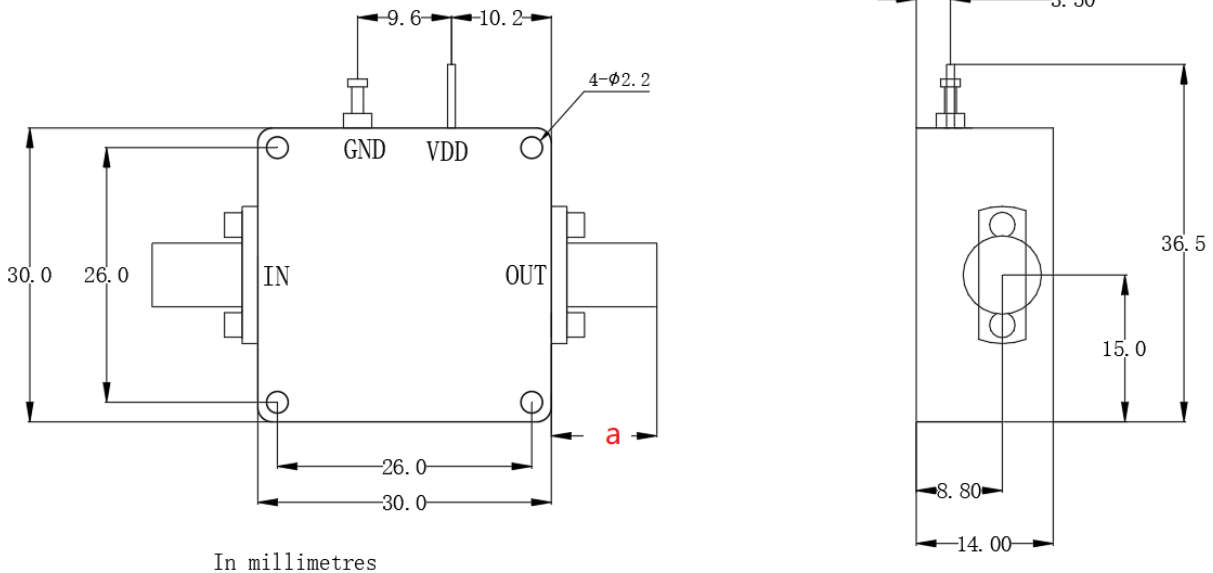 9.6
10.2
4-ϕ2.2
GND
VDD
30.0
26.0
IN
OUT
a
26.0
30.0
In millimetres
36.5
15.0
8.80
14.00